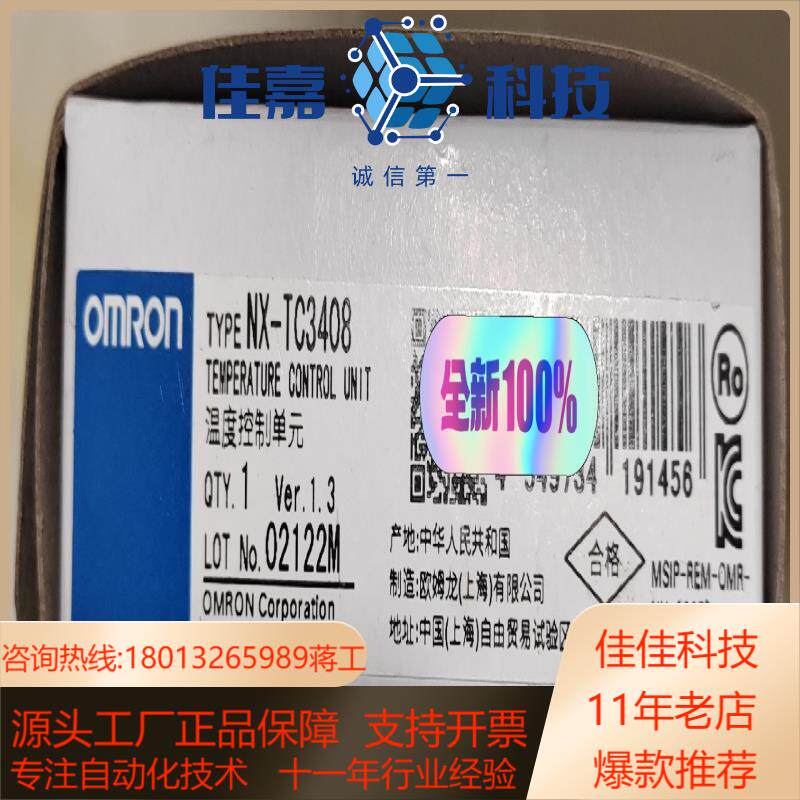 佳嘉 科技
诚信第一
OMRON
TYPE NX-TC3408
TEMPERATURE CONTROL UNIT
温度控制单元
QTY. 1 Ver.1.3
LOT No. 02122M
OMRON Corporation
全新100%
4 549734 191456
Ro
产地:中华人民共和国
制造:欧姆龙(上海)有限公司
地址:中国(上海)自由贸易试验区
合格
MSIP-REM-OMR-
咨询热线:18013265989蒋工
源头工厂正品保障 支持开票
专注自动化技术 十一年行业经验
佳佳科技
11年老店
爆款推荐